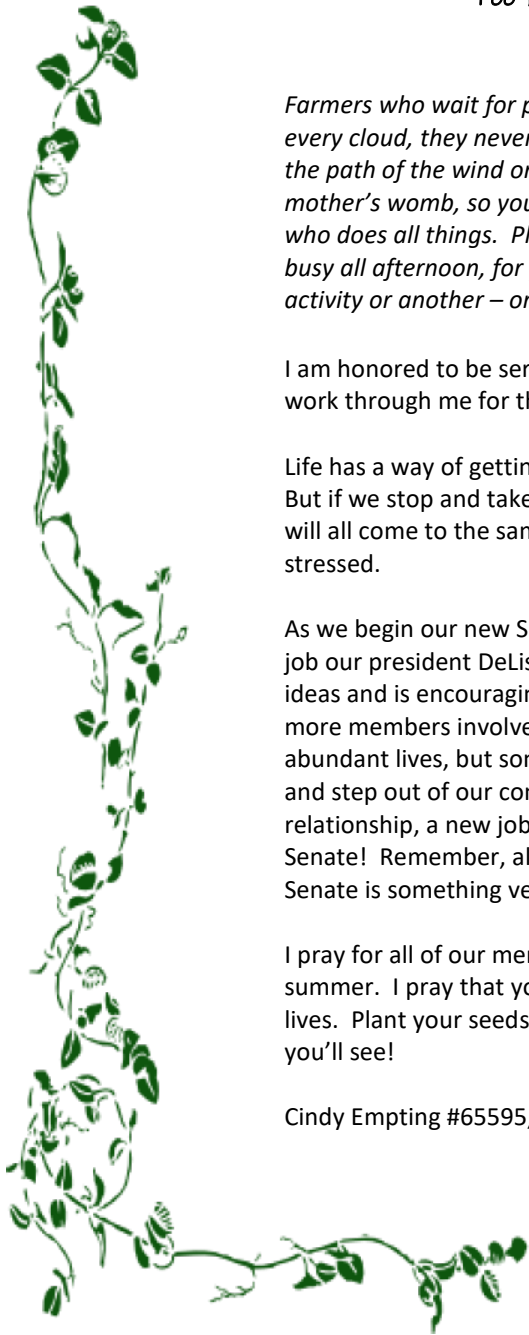 Farmers who wait for
every cloud, they never
the path of the wind or
mother's womb, so you
who does all things. Pl
busy all afternoon, for
activity or another – or
I am honored to be ser
work through me for th
Life has a way of gettin
But if we stop and take
will all come to the sam
stressed.
As we begin our new S
job our president DeLis
ideas and is encouragin
more members involve
abundant lives, but som
and step out of our com
relationship, a new job
Senate! Remember, al
Senate is something ve
I pray for all of our mem
summer. I pray that yo
lives. Plant your seeds
you'll see!
Cindy Empting #65595,